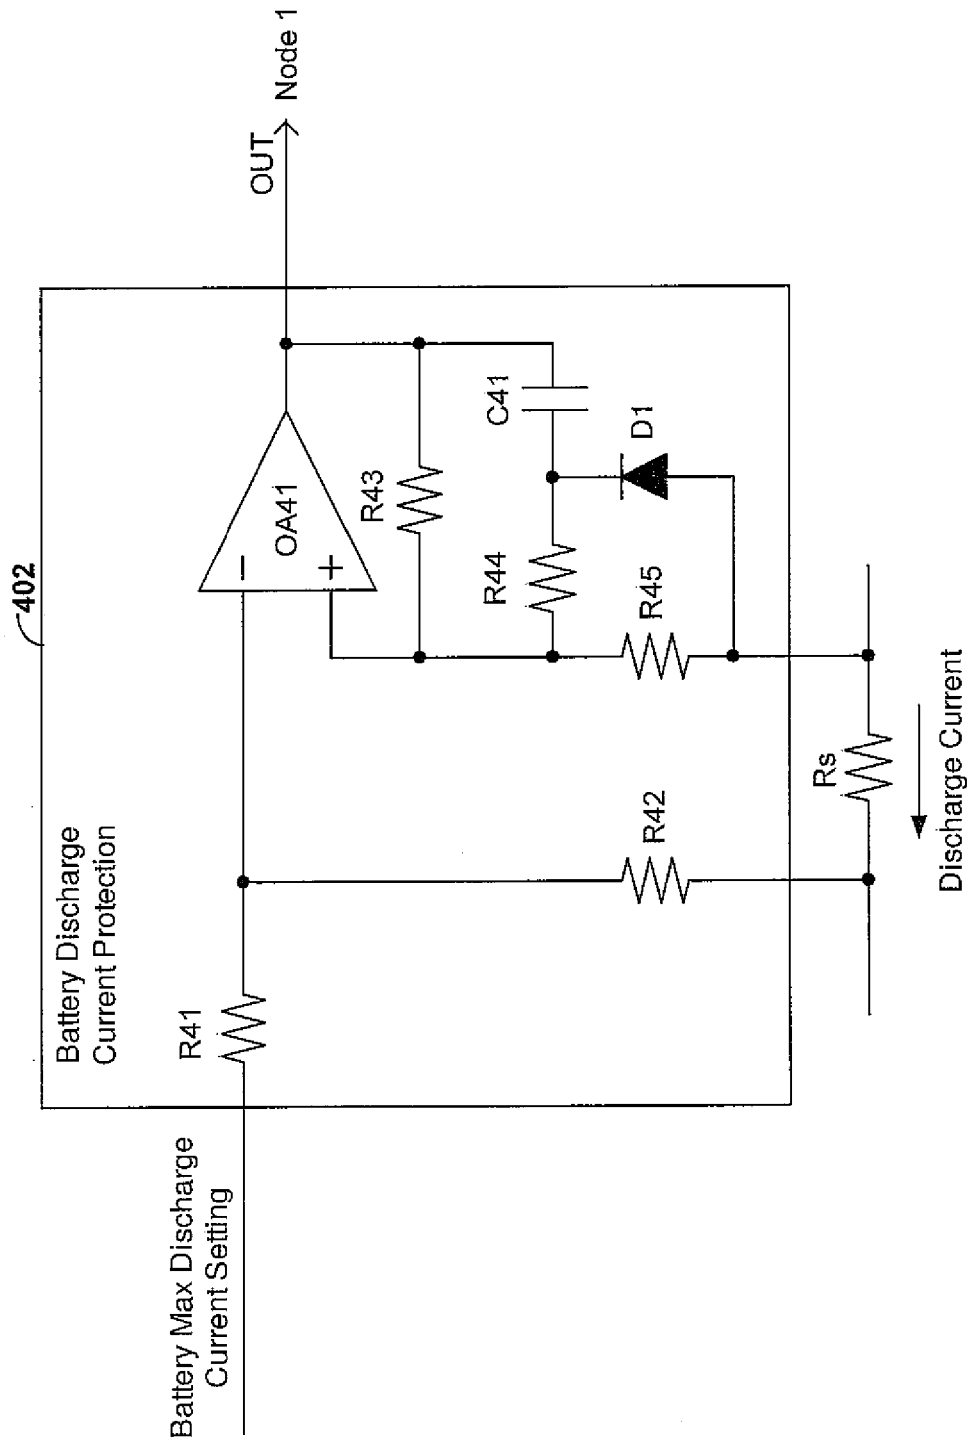 402
Battery Discharge
Current Protection
Battery Max Discharge
Current Setting
R41
−
+
OA41
OUT
Node 1
R43
C41
R44
D1
R42
R45
Rs
Discharge Current